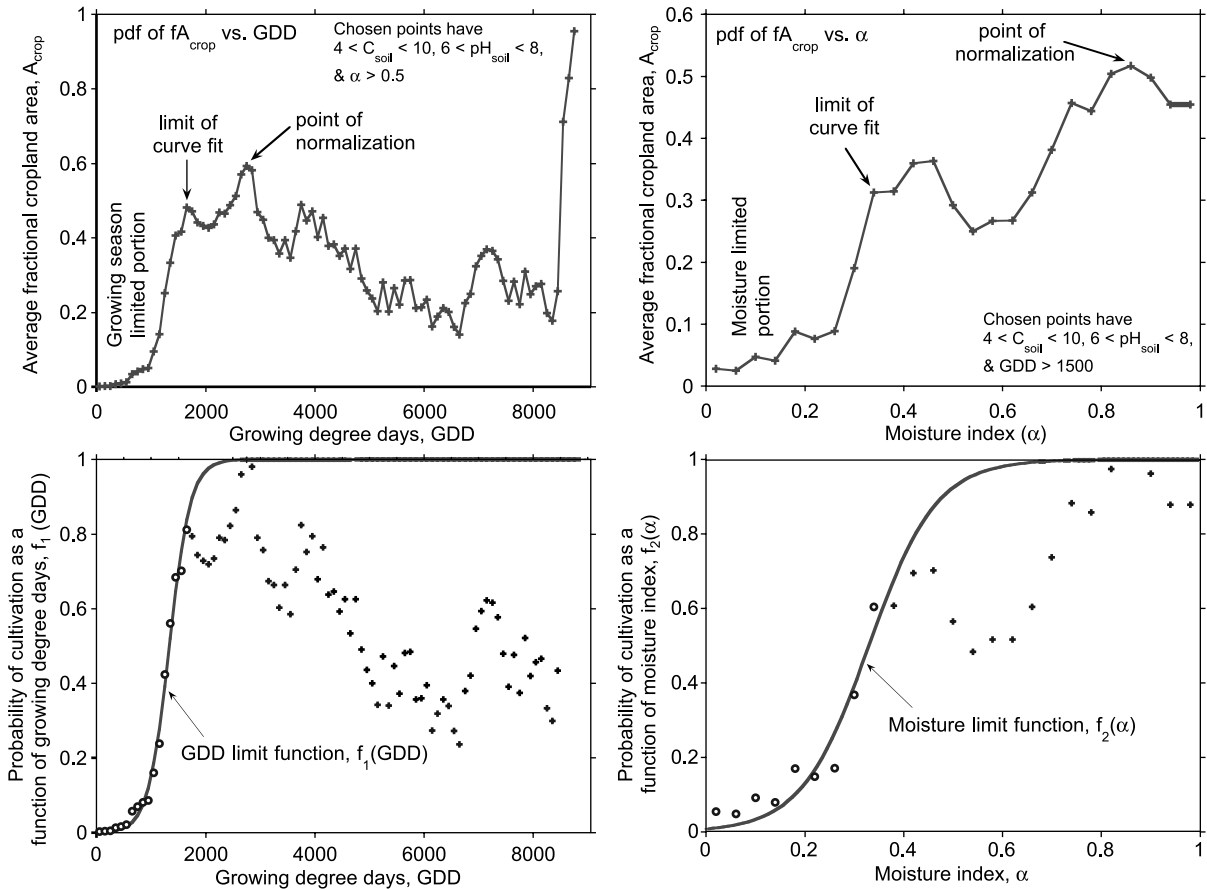 pdf of fA_crop vs. GDD
Chosen points have
4 < C_soil < 10, 6 < pH_soil < 8,
& α > 0.5
limit of
curve fit
point of
normalization
Growing season
limited portion
Average fractional cropland area, A_crop
1
0.8
0.6
0.4
0.2
0
0 2000 4000 6000 8000
Growing degree days, GDD
pdf of fA_crop vs. α
point of
normalization
limit of
curve fit
Moisture limited
portion
Chosen points have
4 < C_soil < 10, 6 < pH_soil < 8,
& GDD > 1500
Average fractional cropland area, A_crop
0.6
0.5
0.4
0.3
0.2
0.1
0
0 0.2 0.4 0.6 0.8 1
Moisture index (α)
Probability of cultivation as a
function of growing degree days, f₁ (GDD)
1
0.8
0.6
0.4
0.2
0
GDD limit function, f₁(GDD)
0 2000 4000 6000 8000
Growing degree days, GDD
Probability of cultivation as a
function of moisture index, f₂(α)
1
0.8
0.6
0.4
0.2
0
Moisture limit function, f₂(α)
0 0.2 0.4 0.6 0.8 1
Moisture index, α